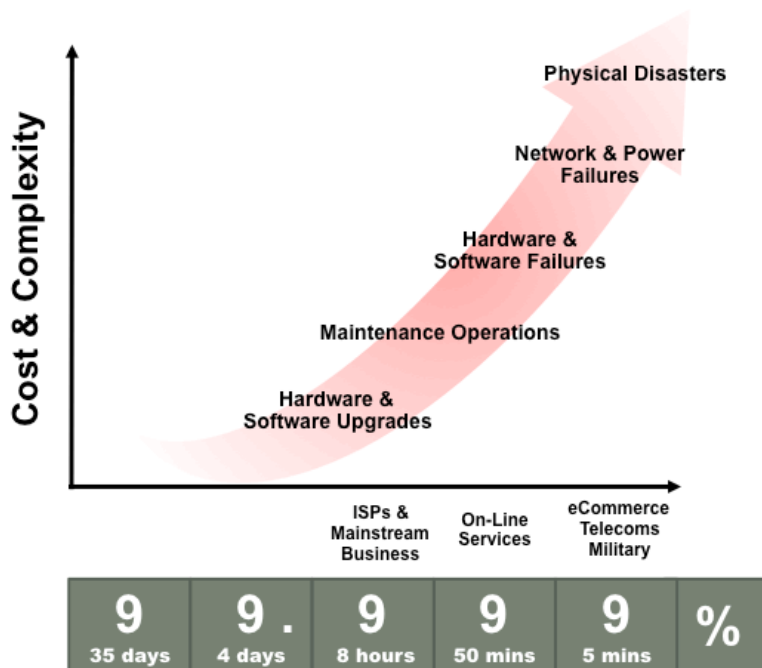 Cost & Complexity
Physical Disasters
Network & Power
Failures
Hardware &
Software Failures
Maintenance Operations
Hardware &
Software Upgrades
ISPs &
Mainstream
Business
On-Line
Services
eCommerce
Telecoms
Military
9 9. 9 9 9 %
35 days 4 days 8 hours 50 mins 5 mins